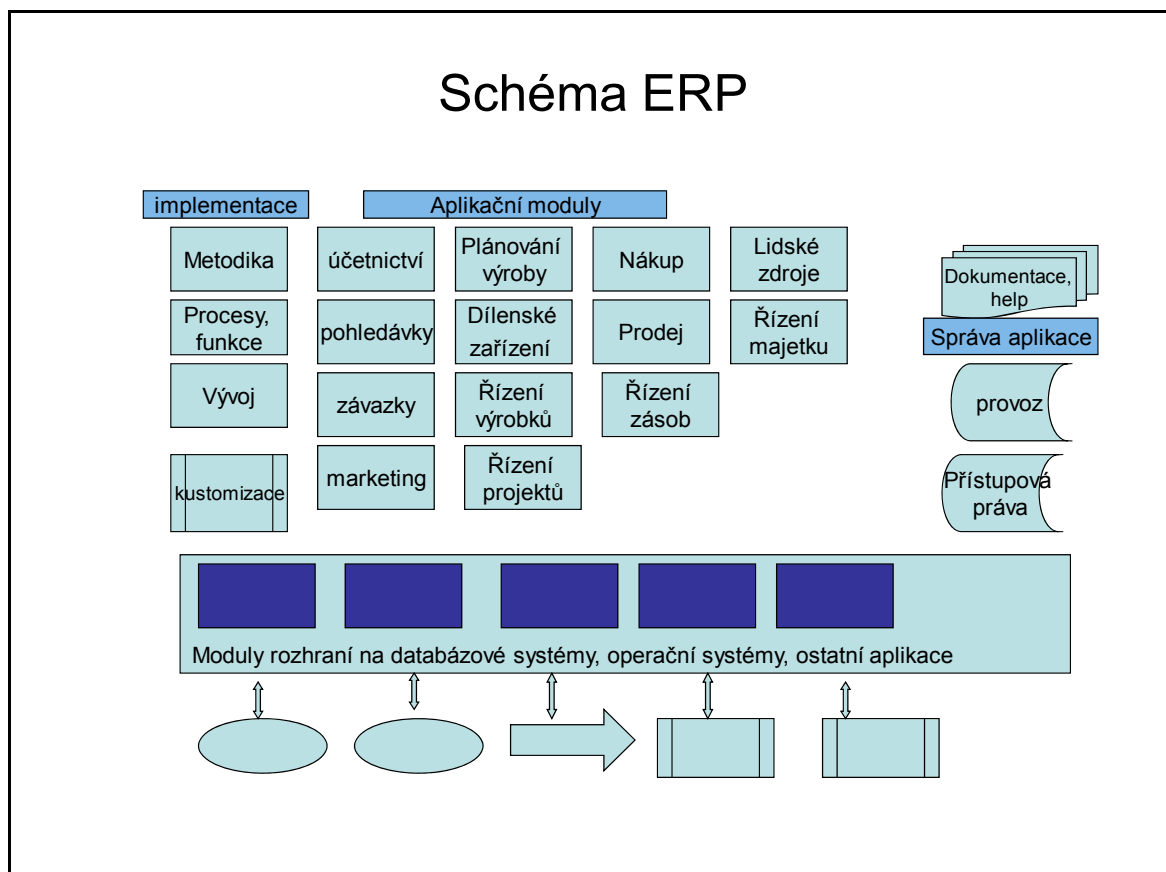 Schéma ERP
implementace
Aplikační moduly
Metodika
účetnictví
Plánování
výroby
Nákup
Lidské
zdroje
Dokumentace,
help
Procesy,
funkce
pohledávky
Dílenské
zařízení
Prodej
Řízení
majetku
Správa aplikace
Vývoj
závazky
Řízení
výrobků
Řízení
zásob
provoz
kustomizace
marketing
Řízení
projektů
Přístupová
práva
Moduly rozhraní na databázové systémy, operační systémy, ostatní aplikace